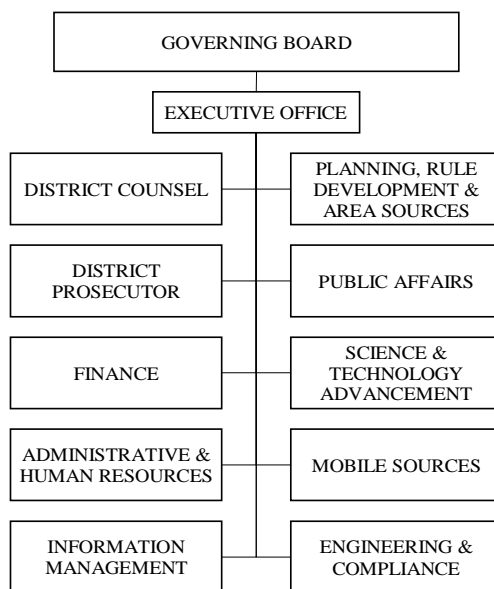 GOVERNING BOARD
EXECUTIVE OFFICE
DISTRICT COUNSEL
PLANNING, RULE
DEVELOPMENT &
AREA SOURCES
DISTRICT
PROSECUTOR
PUBLIC AFFAIRS
FINANCE
SCIENCE &
TECHNOLOGY
ADVANCEMENT
ADMINISTRATIVE &
HUMAN RESOURCES
MOBILE SOURCES
INFORMATION
MANAGEMENT
ENGINEERING &
COMPLIANCE